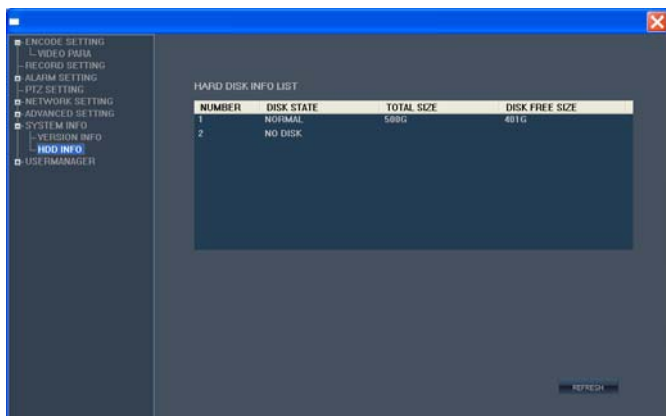 ENCODE SETTING
VIDEO PARA
RECORD SETTING
ALARM SETTING
PTZ SETTING
NETWORK SETTING
ADVANCED SETTING
SYSTEM INFO
VERSION INFO
HDD INFO
USERMANAGER
HARD DISK INFO LIST
NUMBER DISK STATE TOTAL SIZE DISK FREE SIZE
1 NORMAL 500G 401G
2 NO DISK
REFRESH